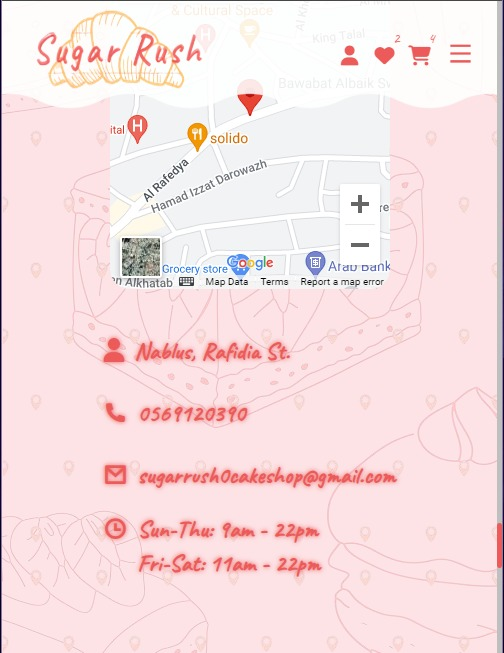 & Cultural Space
Al K
King Talal
Sugar Rush
2
4
Bawabat Albaik Sw
ital
H
solido
Al Rafedya
Hamad Izzat Darowazh
re
Grocery store
Google
Arab Bank
n Alkhatab
Map Data
Terms
Report a map error
Nablus, Rafidia St.
0569120390
sugarrush0cakeshop@gmail.com
Sun-Thu: 9am - 22pm
Fri-Sat: 11am - 22pm